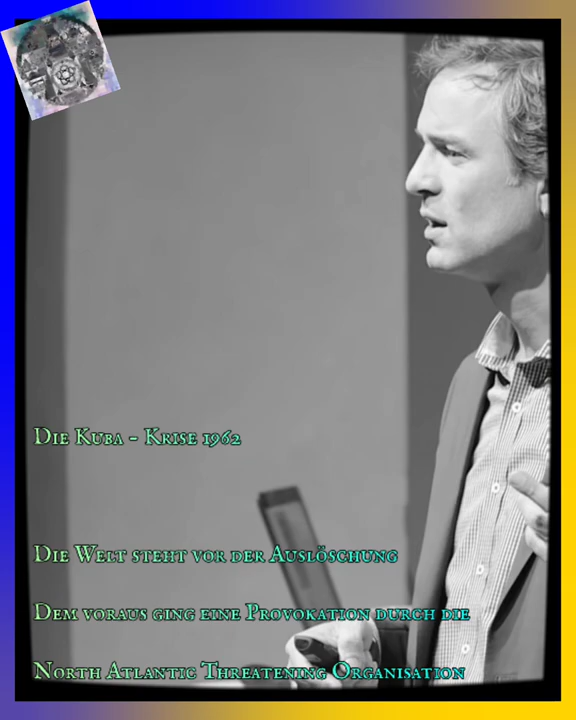 Die Kuba - Krise 1962
Die Welt steht vor der Auslöschung
Dem voraus ging eine Provokation durch die
North Atlantic Threatening Organisation